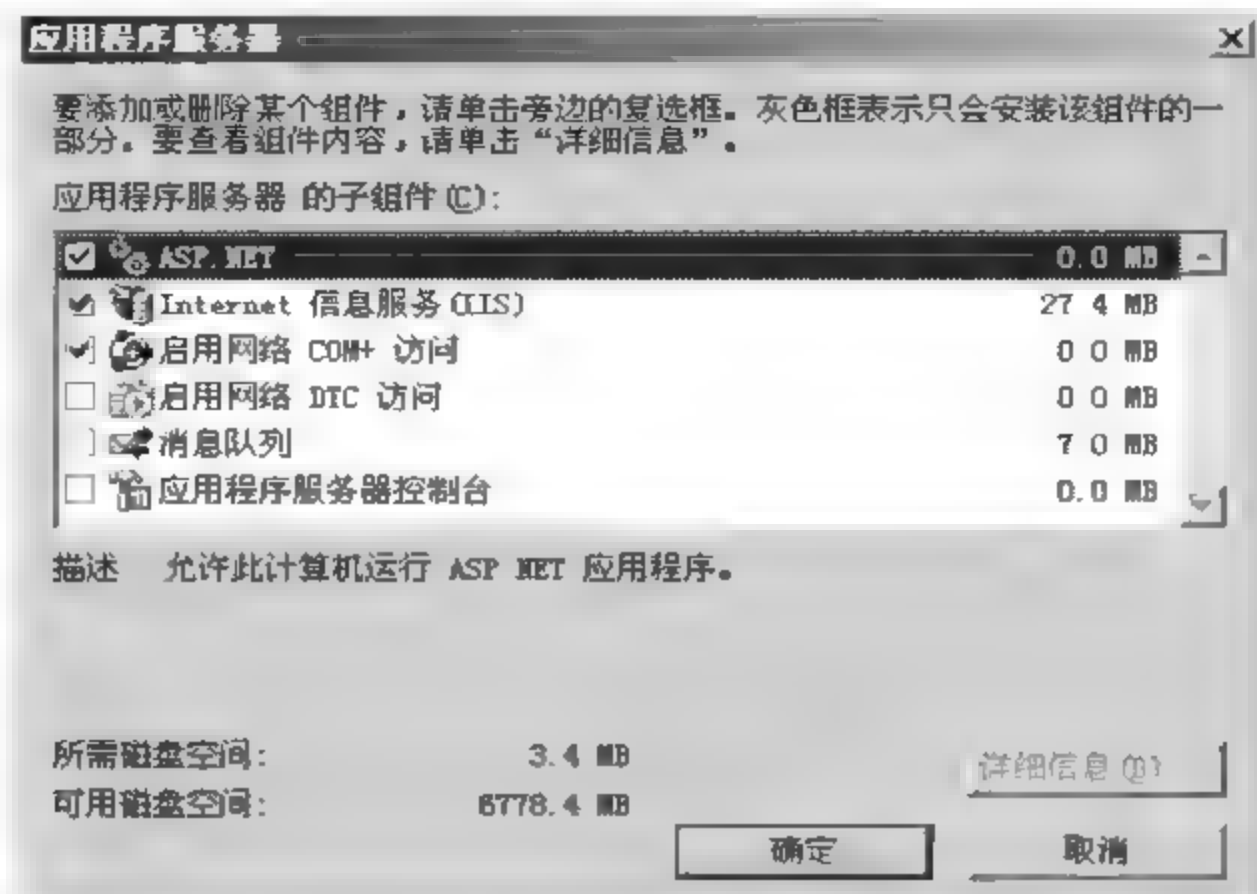 应用程序服务器
要添加或删除某个组件，请单击旁边的复选框。灰色框表示只会安装该组件的一
部分。要查看组件内容，请单击“详细信息”。
应用程序服务器 的子组件(C):
ASP.NET 0.0 MB
Internet 信息服务(IIS) 27 4 MB
启用网络 COM+ 访问 0 0 MB
启用网络 DTC 访问 0 0 MB
消息队列 7 0 MB
应用程序服务器控制台 0.0 MB
描述 允许此计算机运行 ASP NET 应用程序。
所需磁盘空间: 3.4 MB
可用磁盘空间: 6778.4 MB
详细信息(D)
确定 取消